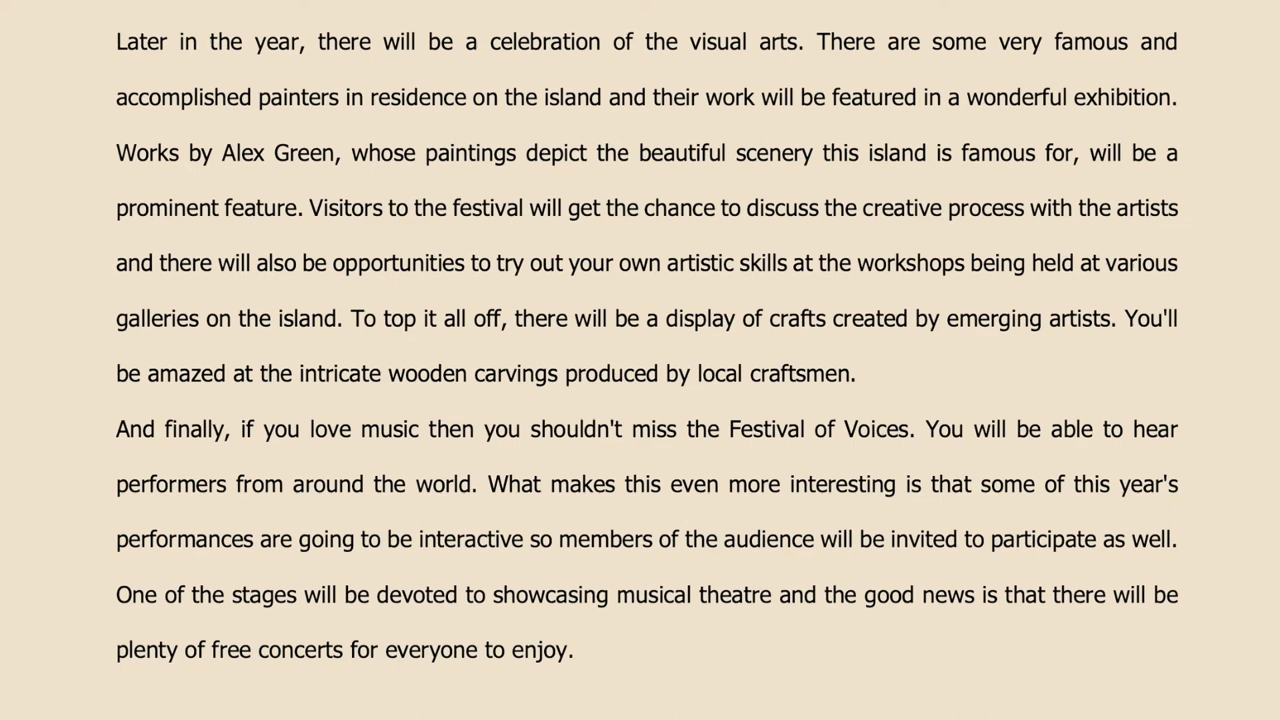 Later in the year, there will be a celebration of the visual arts. There are some very famous and
accomplished painters in residence on the island and their work will be featured in a wonderful exhibition.
Works by Alex Green, whose paintings depict the beautiful scenery this island is famous for, will be a
prominent feature. Visitors to the festival will get the chance to discuss the creative process with the artists
and there will also be opportunities to try out your own artistic skills at the workshops being held at various
galleries on the island. To top it all off, there will be a display of crafts created by emerging artists. You'll
be amazed at the intricate wooden carvings produced by local craftsmen.
And finally, if you love music then you shouldn't miss the Festival of Voices. You will be able to hear
performers from around the world. What makes this even more interesting is that some of this year's
performances are going to be interactive so members of the audience will be invited to participate as well.
One of the stages will be devoted to showcasing musical theatre and the good news is that there will be
plenty of free concerts for everyone to enjoy.